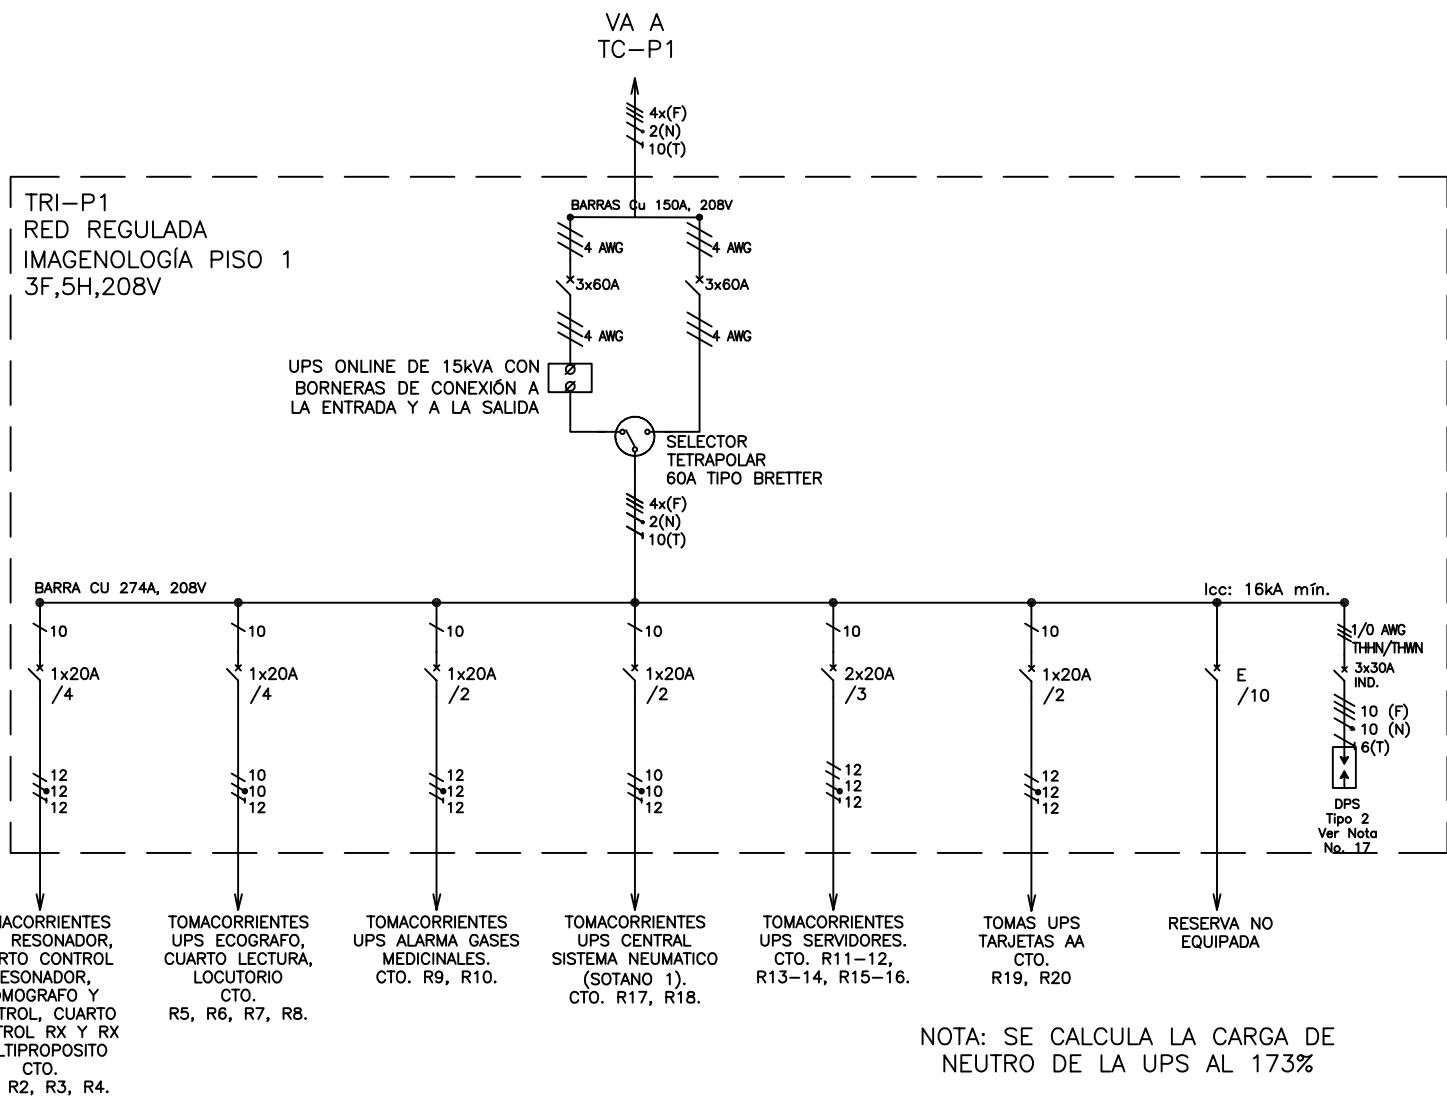 VA A
TC-P1
4x(F)
2(N)
10(T)
TRI-P1
RED REGULADA
IMAGENOLOGÍA PISO 1
3F,5H,208V
BARRAS Cu 150A, 208V
4 AWG
4 AWG
3x60A
3x60A
4 AWG
4 AWG
UPS ONLINE DE 15kVA CON
BORNERAS DE CONEXIÓN A
LA ENTRADA Y A LA SALIDA
SELECTOR
TETRAPOLAR
60A TIPO BRETTER
4x(F)
2(N)
10(T)
BARRA CU 274A, 208V
Icc: 16kA mín.
10
1x20A
/4
12
12
12
10
1x20A
/4
10
10
12
10
1x20A
/2
12
12
12
10
1x20A
/2
10
10
12
10
2x20A
/3
12
12
12
10
1x20A
/2
12
12
12
E
/10
1/0 AWG
THHN/THWN
3x30A
IND.
10 (F)
10 (N)
6(T)
DPS
Tipo 2
Ver Nota
No. 17
RESONADOR,
CONTROL
Y
CUARTO
RX Y RX
CTO.
R2, R3, R4.
TOMACORRIENTES
UPS ECOGRAFO,
CUARTO LECTURA,
LOCUTORIO
CTO.
R5, R6, R7, R8.
TOMACORRIENTES
UPS ALARMA GASES
MEDICINALES.
CTO. R9, R10.
TOMACORRIENTES
UPS CENTRAL
SISTEMA NEUMATICO
(SOTANO 1).
CTO. R17, R18.
TOMACORRIENTES
UPS SERVIDORES.
CTO. R11-12,
R13-14, R15-16.
TOMAS UPS
TARJETAS AA
CTO.
R19, R20
RESERVA NO
EQUIPADA
NOTA: SE CALCULA LA CARGA DE
NEUTRO DE LA UPS AL 173%